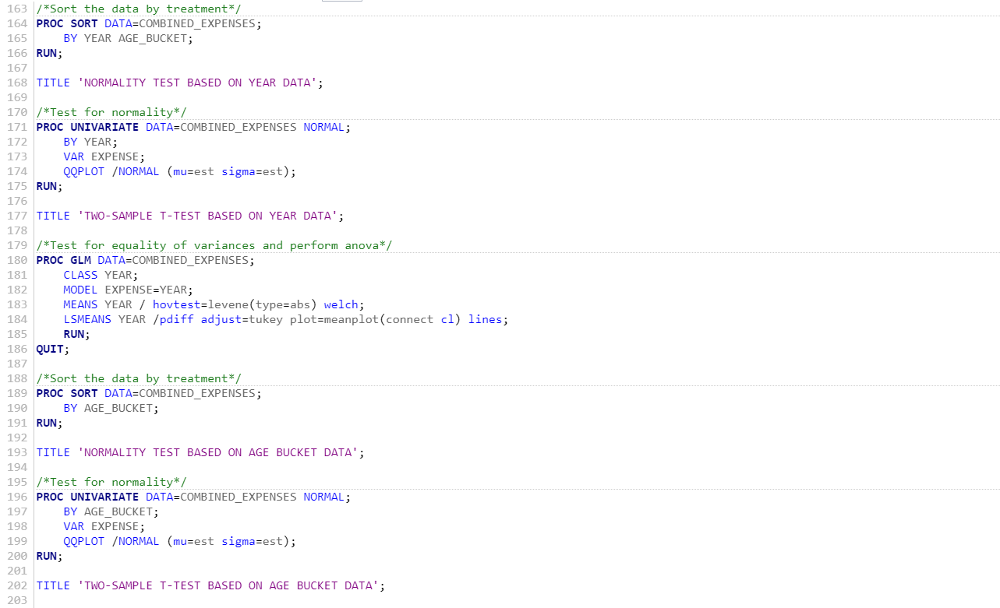 163 /*Sort the data by treatment*/
164 PROC SORT DATA=COMBINED_EXPENSES;
165     BY YEAR AGE_BUCKET;
166 RUN;
167
168 TITLE 'NORMALITY TEST BASED ON YEAR DATA';
169
170 /*Test for normality*/
171 PROC UNIVARIATE DATA=COMBINED_EXPENSES NORMAL;
172     BY YEAR;
173     VAR EXPENSE;
174     QQPLOT /NORMAL (mu=est sigma=est);
175 RUN;
176
177 TITLE 'TWO-SAMPLE T-TEST BASED ON YEAR DATA';
178
179 /*Test for equality of variances and perform anova*/
180 PROC GLM DATA=COMBINED_EXPENSES;
181     CLASS YEAR;
182     MODEL EXPENSE=YEAR;
183     MEANS YEAR / hovtest=levene(type=abs) welch;
184     LSMEANS YEAR /pdiff adjust=tukey plot=meanplot(connect cl) lines;
185     RUN;
186 QUIT;
187
188 /*Sort the data by treatment*/
189 PROC SORT DATA=COMBINED_EXPENSES;
190     BY AGE_BUCKET;
191 RUN;
192
193 TITLE 'NORMALITY TEST BASED ON AGE BUCKET DATA';
194
195 /*Test for normality*/
196 PROC UNIVARIATE DATA=COMBINED_EXPENSES NORMAL;
197     BY AGE_BUCKET;
198     VAR EXPENSE;
199     QQPLOT /NORMAL (mu=est sigma=est);
200 RUN;
201
202 TITLE 'TWO-SAMPLE T-TEST BASED ON AGE BUCKET DATA';
203